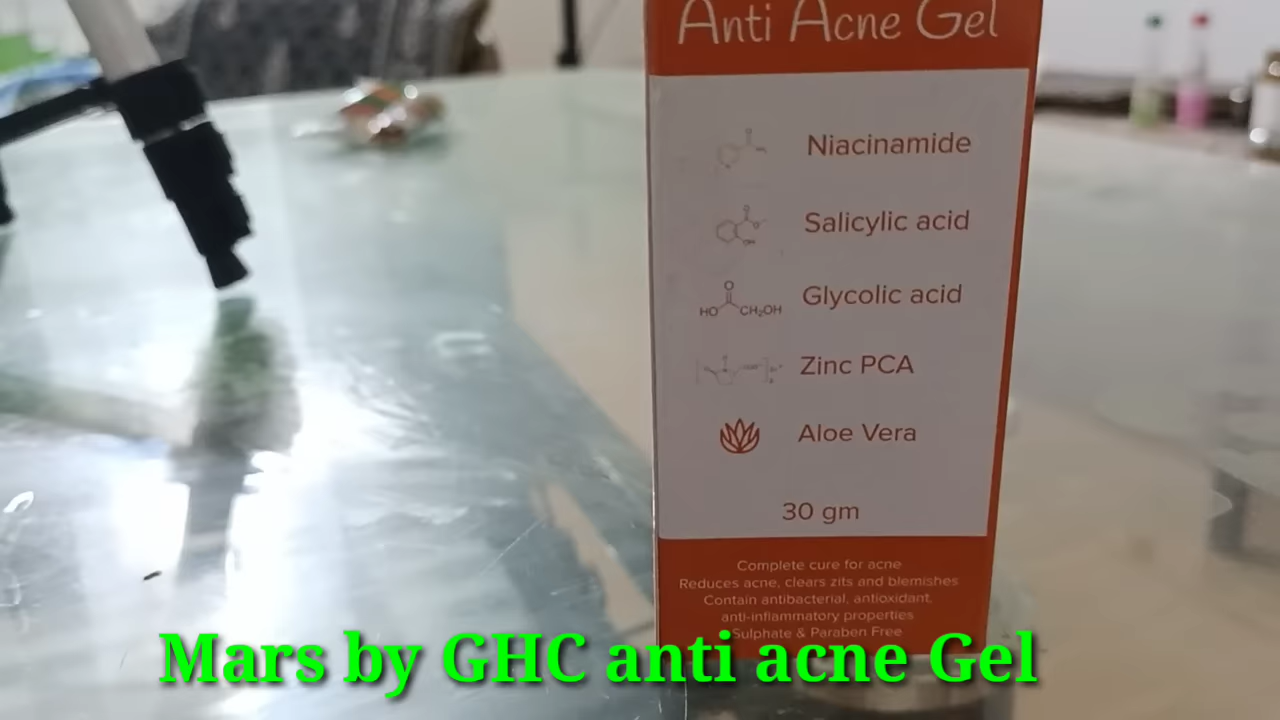 Anti Acne Gel
Niacinamide
Salicylic acid
HO CH₂OH
O
Glycolic acid
Zinc PCA
Aloe Vera
30 gm
Complete cure for acne
Reduces acne, clears zits and blemishes
Contain antibacterial, antioxidant,
anti-inflammatory properties
Sulphate & Paraben Free
Mars by GHC anti acne Gel